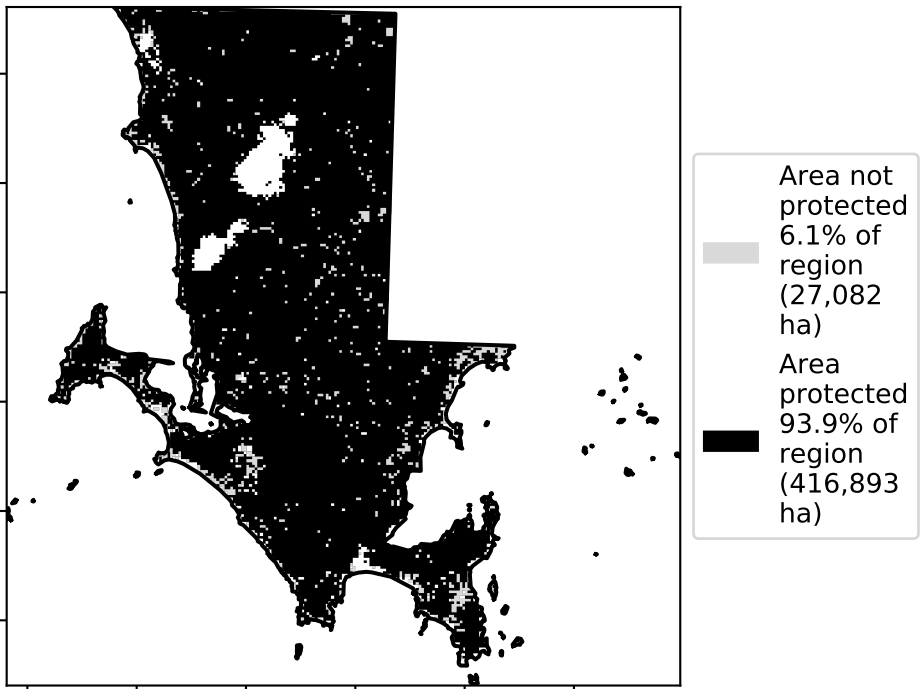 Area not
protected
6.1% of
region
(27,082
ha)
Area
protected
93.9% of
region
(416,893
ha)